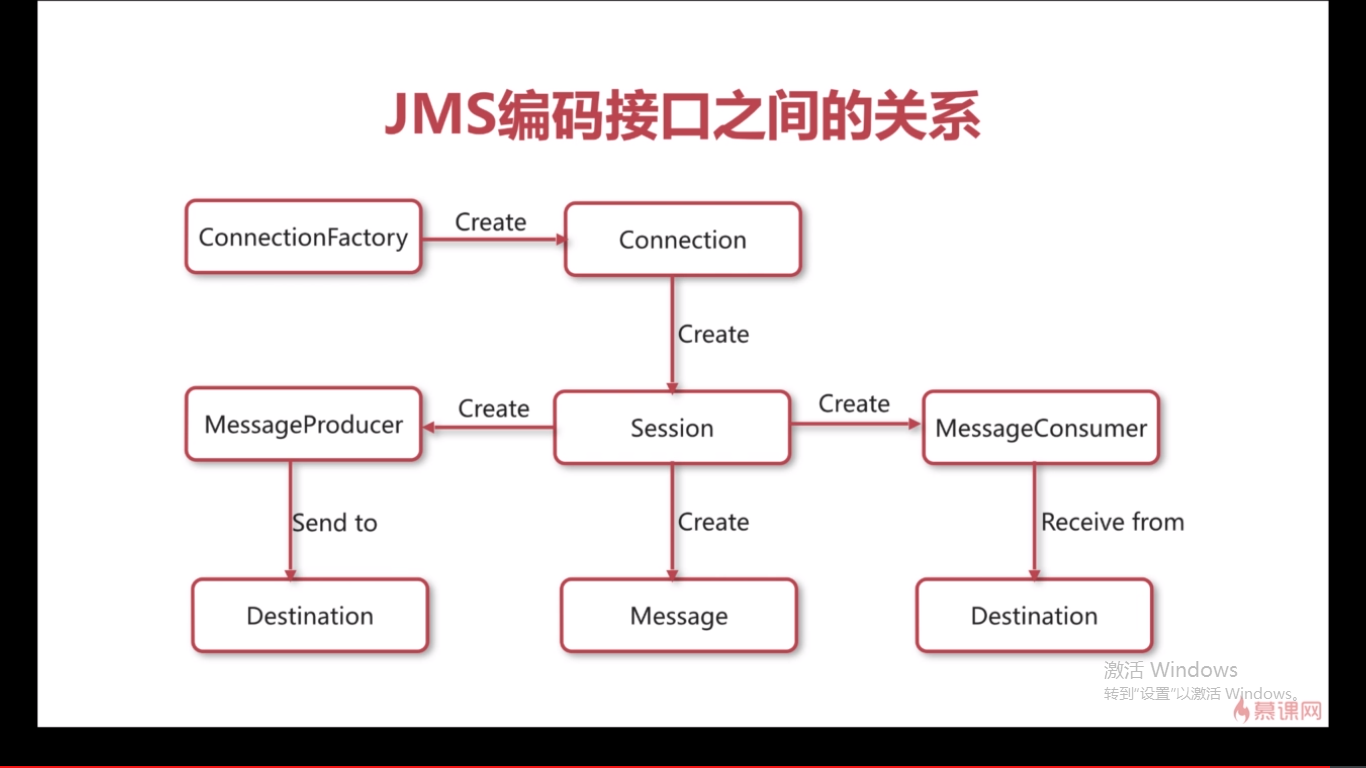 JMS编码接口之间的关系
ConnectionFactory
Create
Connection
Create
MessageProducer
Create
Session
Create
MessageConsumer
Send to
Create
Receive from
Destination
Message
Destination
激活 Windows
转到“设置”以激活 Windows。
慕课网